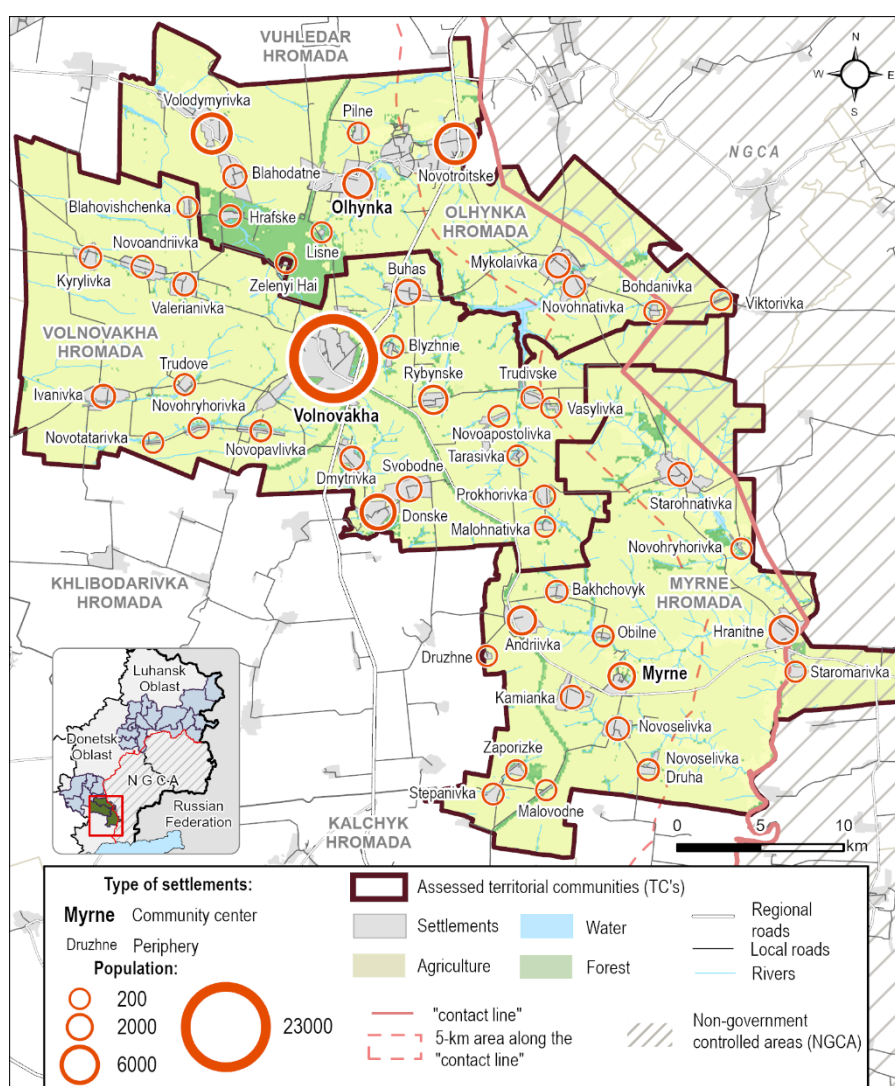 VUHLEDAR
HROMADA
N
W
E
S
Volodymyrivka
Pilne
NGCA
Blahodatne
Novotroitske
Olhynka
Blahovishchenka
Hrafske
OLHYNKA
HROMADA
Novoandriivka
Lisne
Mykolaivka
Kyrylivka
Buhas
Bohdanivka
Zelenyi Hai
Valerianivka
Novohnativka
Viktorivka
VOLNOVAKHA
HROMADA
Blyzhnie
Trudove
Rybynske
Trudivske
Ivanivka
Novohryhorivka
Vasylivka
Volnovakha
Novoapostolivka
Novotatarivka
Novopavlivka
Tarasivka
Dmytrivka
Svobodne
Prokhorivka
Starohnativka
Donske
Malohnativka
Novohryhorivka
KHLIBODARIVKA
HROMADA
Bakhchovyk
MYRNE
HROMADA
Andriivka
Obilne
Hranitne
Druzhne
Myrne
Staromarivka
Kamianka
Novoselivka
Zaporizke
Novoselivka
Druha
Stepanivka
Malovodne
KALCHYK
HROMADA
Luhansk
Oblast
Donetsk
Oblast
NGCA
Russian
Federation
0 5 10
km
Type of settlements:
Myrne Community center
Druzhne Periphery
Population:
200
2000
6000
23000
Assessed territorial communities (TC's)
Settlements
Water
Agriculture
Forest
Regional
roads
Local roads
Rivers
"contact line"
5-km area along the
"contact line"
Non-government
controlled areas (NGCA)